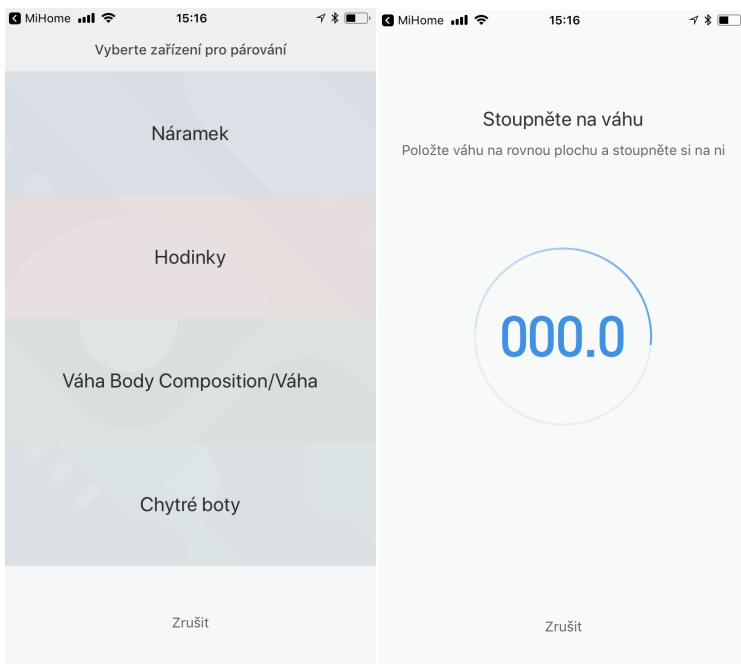 MiHome 15:16
Vyberte zařízení pro párování
Náramek
Hodinky
Váha Body Composition/Váha
Chytré boty
Zrušit
MiHome 15:16
Stoupněte na váhu
Položte váhu na rovnou plochu a stoupněte si na ni
000.0
Zrušit